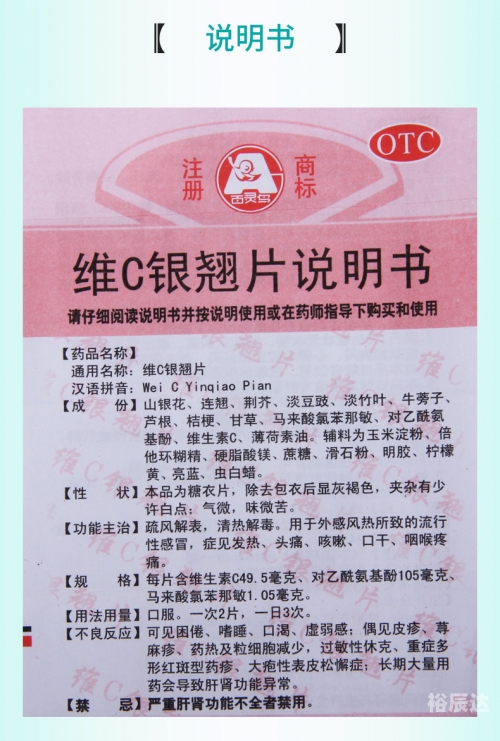 【 说明书 】
OTC
注册
商标
百灵鸟
维C银翘片说明书
请仔细阅读说明书并按说明使用或在药师指导下购买和使用
【药品名称】
通用名称：维C银翘片
汉语拼音：Wei C Yinqiao Pian
【成　份】山银花、连翘、荆芥、淡豆豉、淡竹叶、牛蒡子、
芦根、桔梗、甘草、马来酸氯苯那敏、对乙酰氨
基酚、维生素C、薄荷素油。辅料为玉米淀粉、倍
他环糊精、硬脂酸镁、蔗糖、滑石粉、明胶、柠檬
黄、亮蓝、虫白蜡。
【性　状】本品为糖衣片，除去包衣后显灰褐色，夹杂有少
许白点；气微，味微苦。
【功能主治】疏风解表，清热解毒。用于外感风热所致的流行
性感冒，症见发热、头痛、咳嗽、口干、咽喉疼
痛。
【规　格】每片含维生素C49.5毫克、对乙酰氨基酚105毫克、
马来酸氯苯那敏1.05毫克。
【用法用量】口服。一次2片，一日3次。
【不良反应】可见困倦、嗜睡、口渴、虚弱感；偶见皮疹、荨
麻疹、药热及粒细胞减少，过敏性休克、重症多
形红斑型药疹、大疱性表皮松懈症；长期大量用
药会导致肝肾功能异常。
【禁　忌】严重肝肾功能不全者禁用。
裕辰达